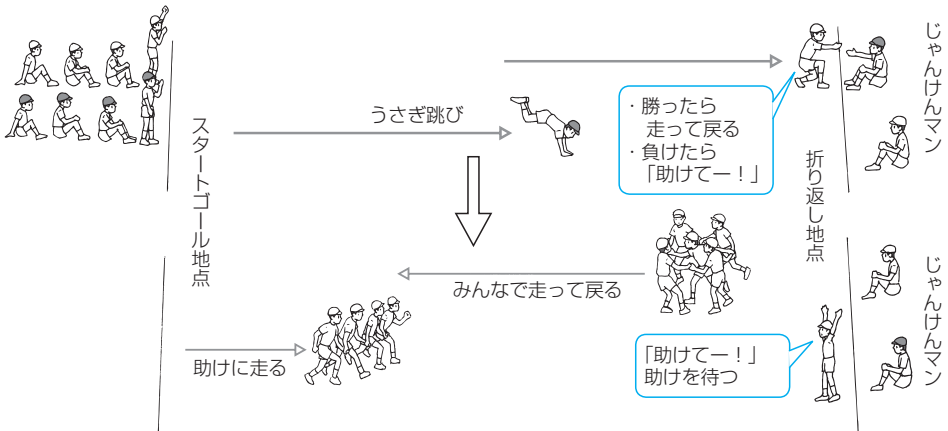 スタートゴール地点
うさぎ跳び
・勝ったら
走って戻る
・負けたら
「助けてー！」
じゃんけんマン
折り返し地点
みんなで走って戻る
助けに走る
「助けてー！」
助けを待つ
じゃんけんマン